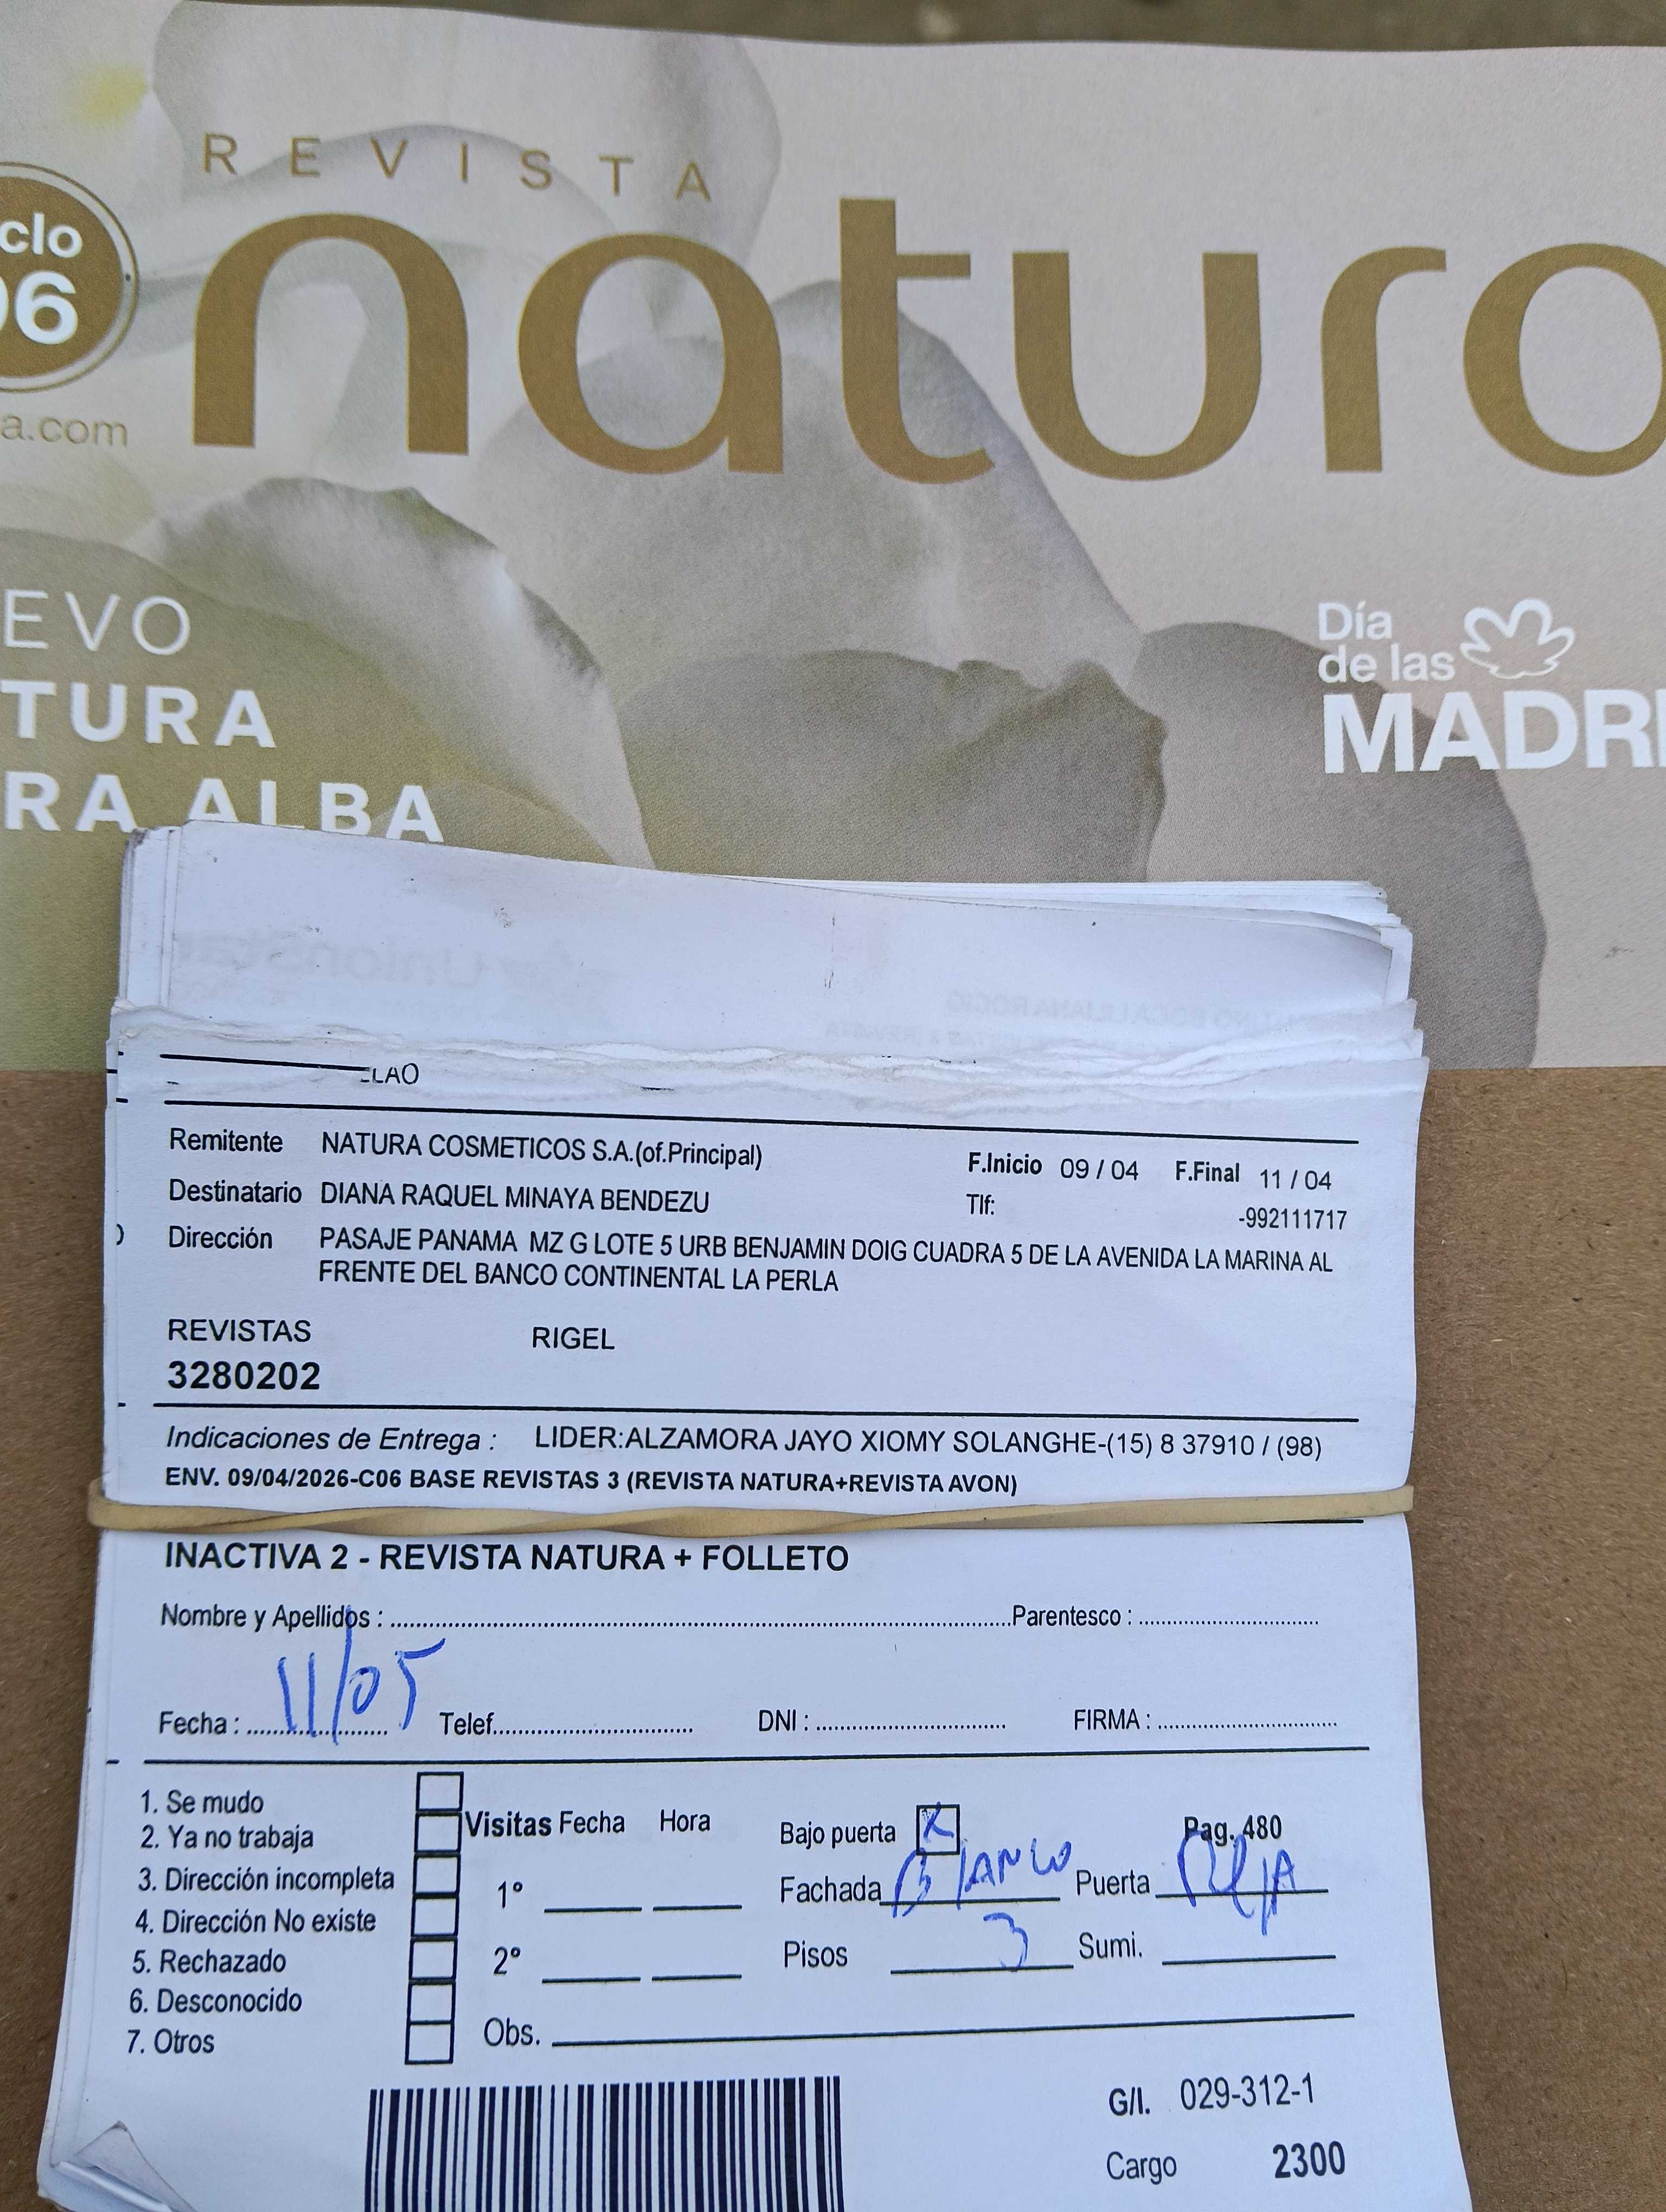 REVISTA
clo
06
natura
a.com
EVO
TURA
RA ALBA
Día
de las
MADR
LAO
Remitente NATURA COSMETICOS S.A.(of.Principal) F.Inicio 09 / 04 F.Final 11 / 04
Destinatario DIANA RAQUEL MINAYA BENDEZU Tlf: -992111717
Dirección PASAJE PANAMA MZ G LOTE 5 URB BENJAMIN DOIG CUADRA 5 DE LA AVENIDA LA MARINA AL
FRENTE DEL BANCO CONTINENTAL LA PERLA
REVISTAS RIGEL
3280202
Indicaciones de Entrega : LIDER:ALZAMORA JAYO XIOMY SOLANGHE-(15) 8 37910 / (98)
ENV. 09/04/2026-C06 BASE REVISTAS 3 (REVISTA NATURA+REVISTA AVON)
INACTIVA 2 - REVISTA NATURA + FOLLETO
Nombre y Apellidos : Parentesco :
Fecha : 11/05 Telef. DNI : FIRMA :
1. Se mudo
2. Ya no trabaja
3. Dirección incompleta
4. Dirección No existe
5. Rechazado
6. Desconocido
7. Otros
Visitas Fecha Hora
1º
2º
Bajo puerta X Pag. 480
Fachada BLANCO Puerta
Pisos 3 Sumi.
Obs.
G/I. 029-312-1
Cargo 2300